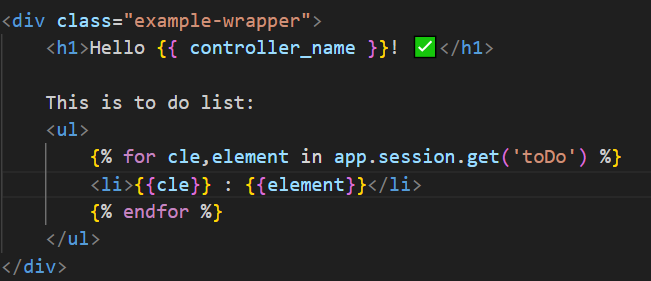 <div class="example-wrapper">
    <h1>Hello {{ controller_name }}! ✅</h1>

    This is to do list:
    <ul>
        {% for cle,element in app.session.get('toDo') %}
        <li>{{cle}} : {{element}}</li>
        {% endfor %}
    </ul>
</div>